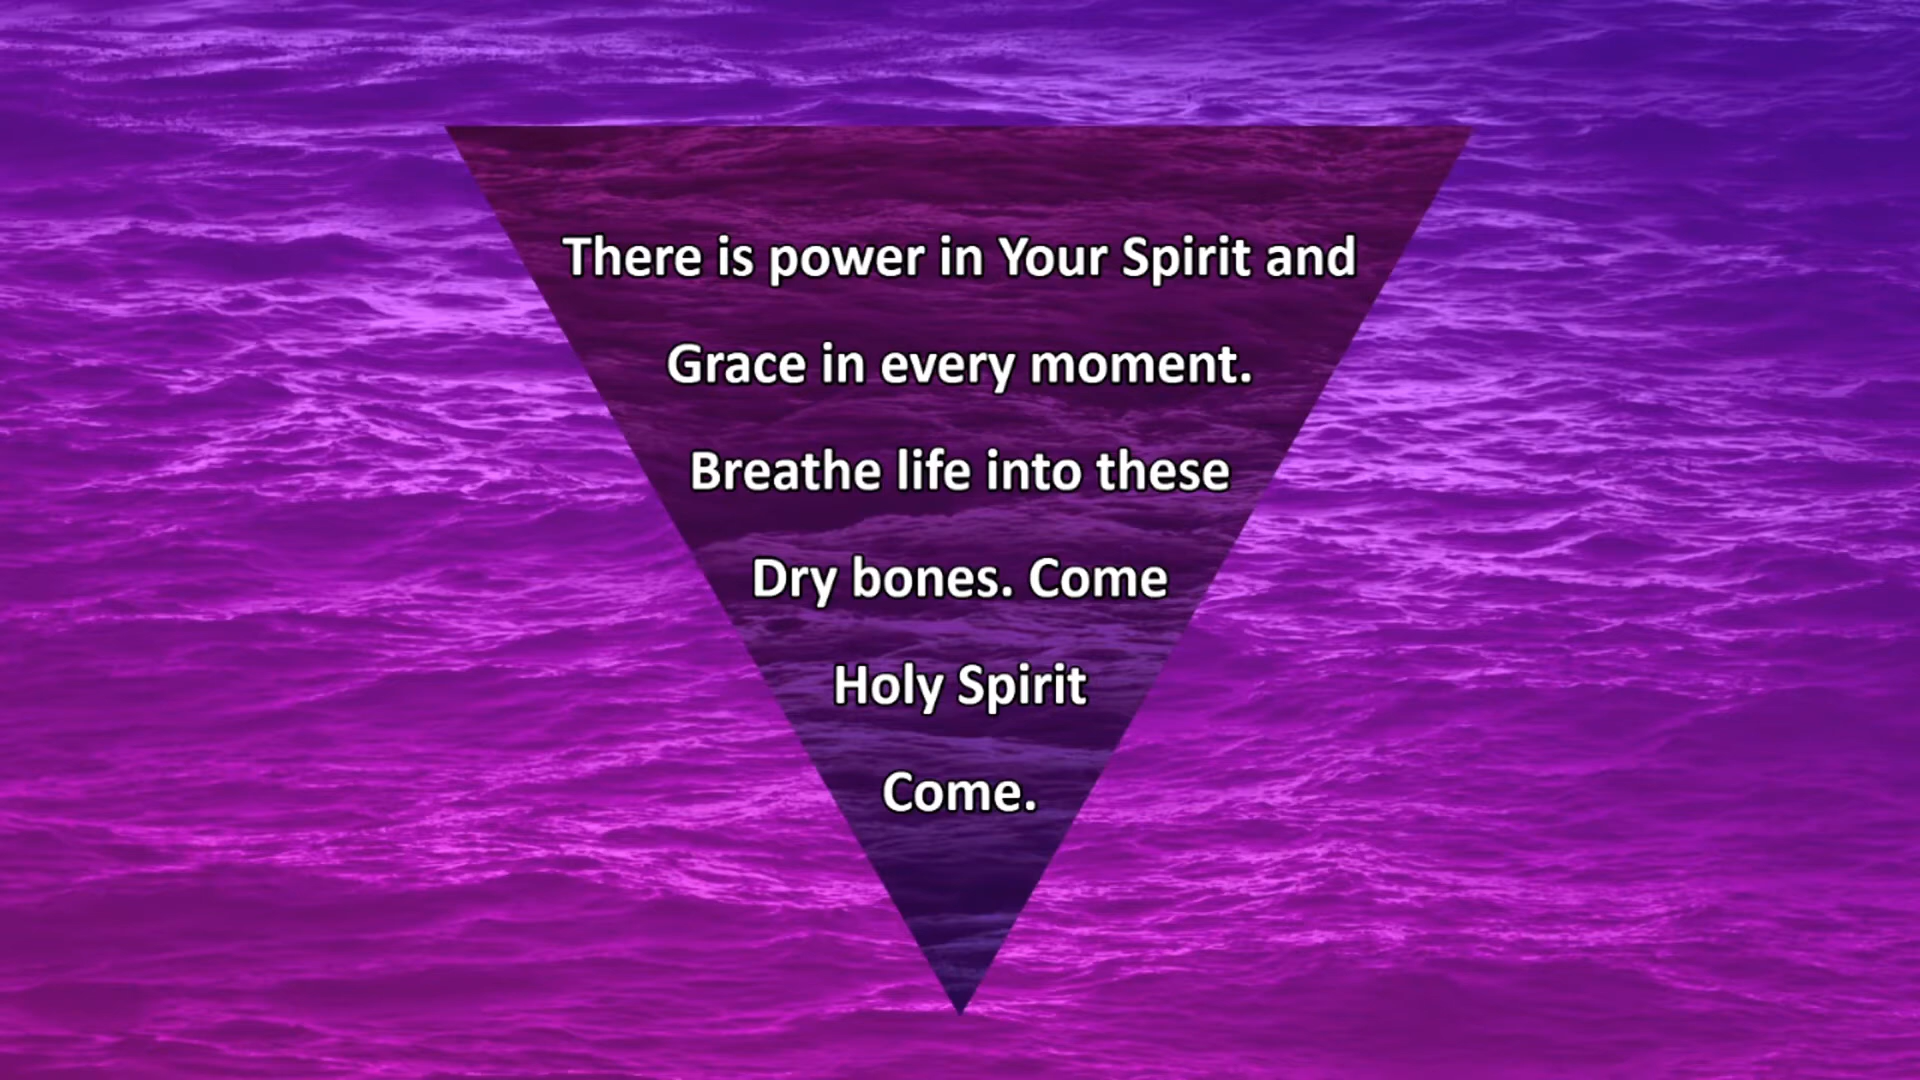 There is power in Your Spirit and
Grace in every moment.
Breathe life into these
Dry bones. Come
Holy Spirit
Come.